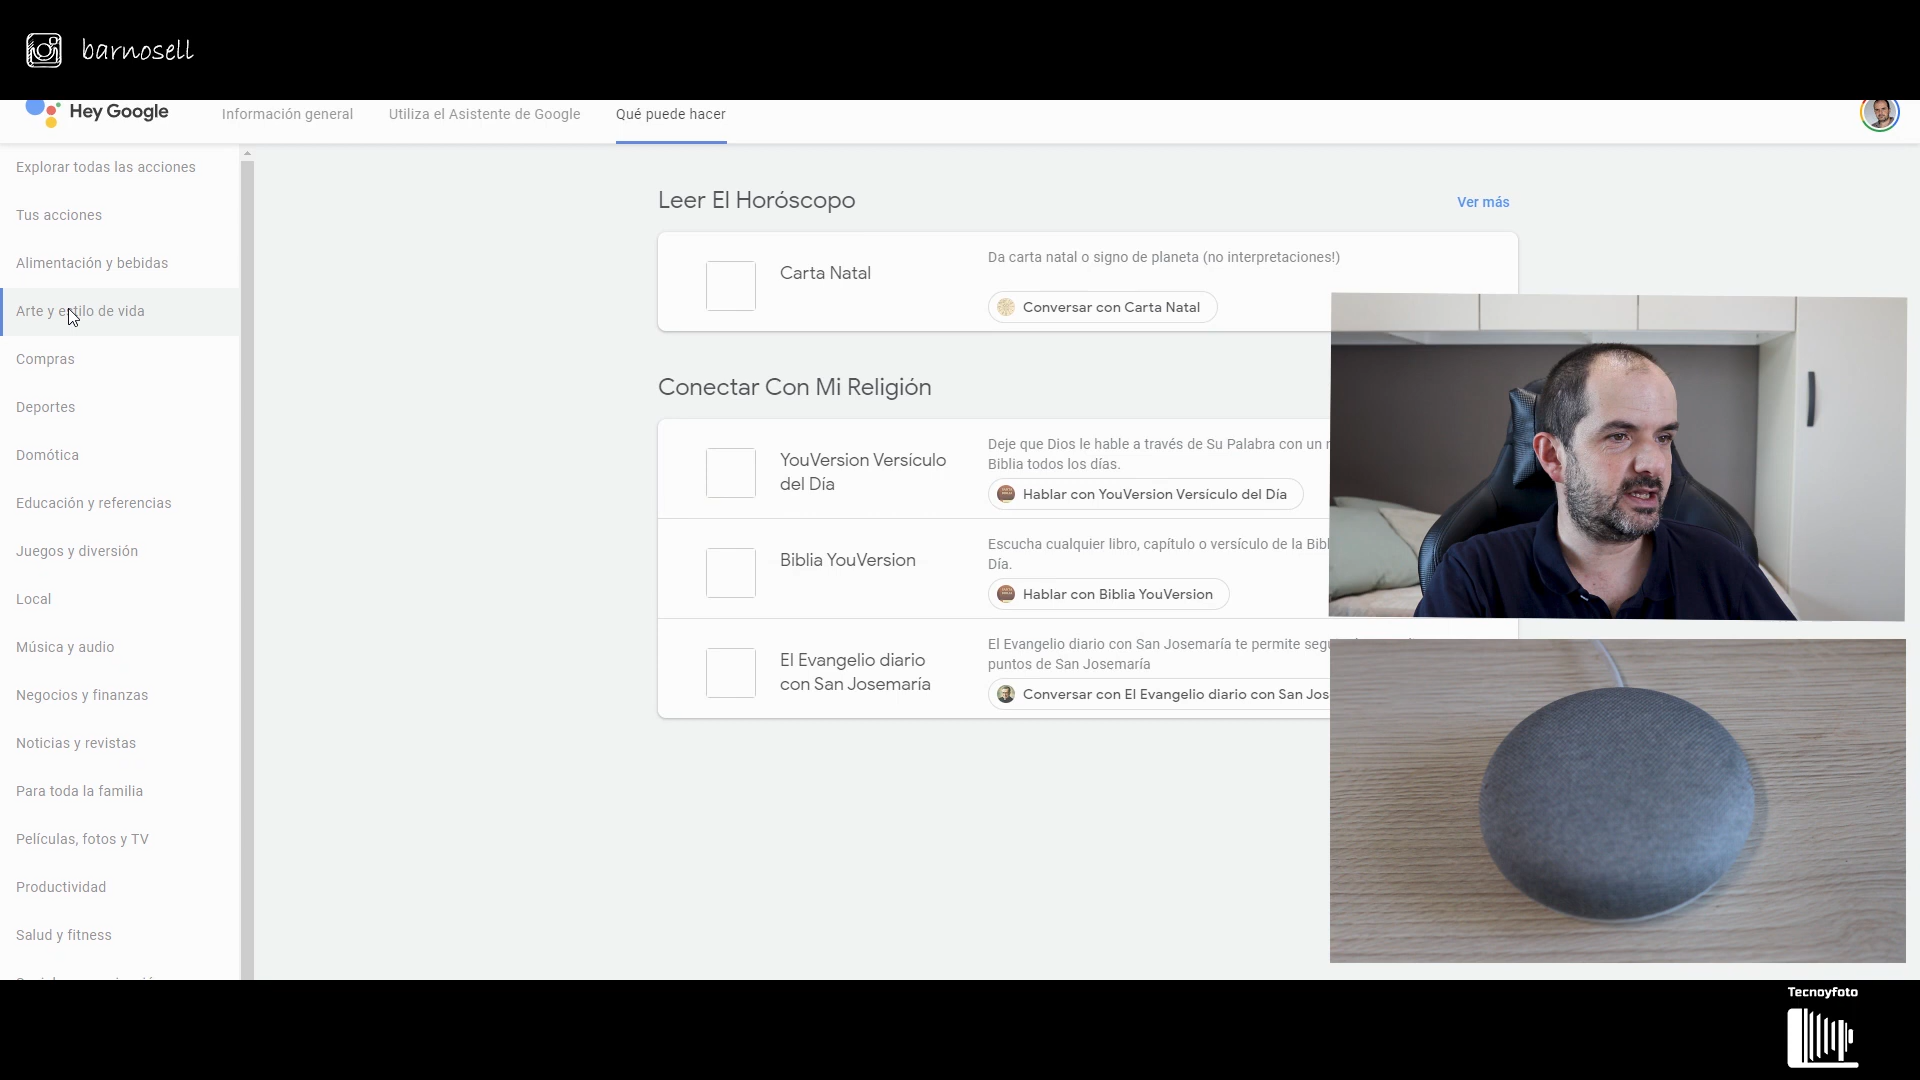 barnosell
Hey Google
Información general
Utiliza el Asistente de Google
Qué puede hacer
Explorar todas las acciones
Tus acciones
Alimentación y bebidas
Arte y estilo de vida
Compras
Deportes
Domótica
Educación y referencias
Juegos y diversión
Local
Música y audio
Negocios y finanzas
Noticias y revistas
Para toda la familia
Películas, fotos y TV
Productividad
Salud y fitness
Leer El Horóscopo
Ver más
Carta Natal
Da carta natal o signo de planeta (no interpretaciones!)
Conversar con Carta Natal
Conectar Con Mi Religión
YouVersion Versículo
del Día
Deje que Dios le hable a través de Su Palabra con un
Biblia todos los días.
Hablar con YouVersion Versículo del Día
Biblia YouVersion
Escucha cualquier libro, capítulo o versículo de la
Día.
Hablar con Biblia YouVersion
El Evangelio diario
con San Josemaría
El Evangelio diario con San Josemaría te permite
puntos de San Josemaría
Conversar con El Evangelio diario con San
Tecnoyfoto